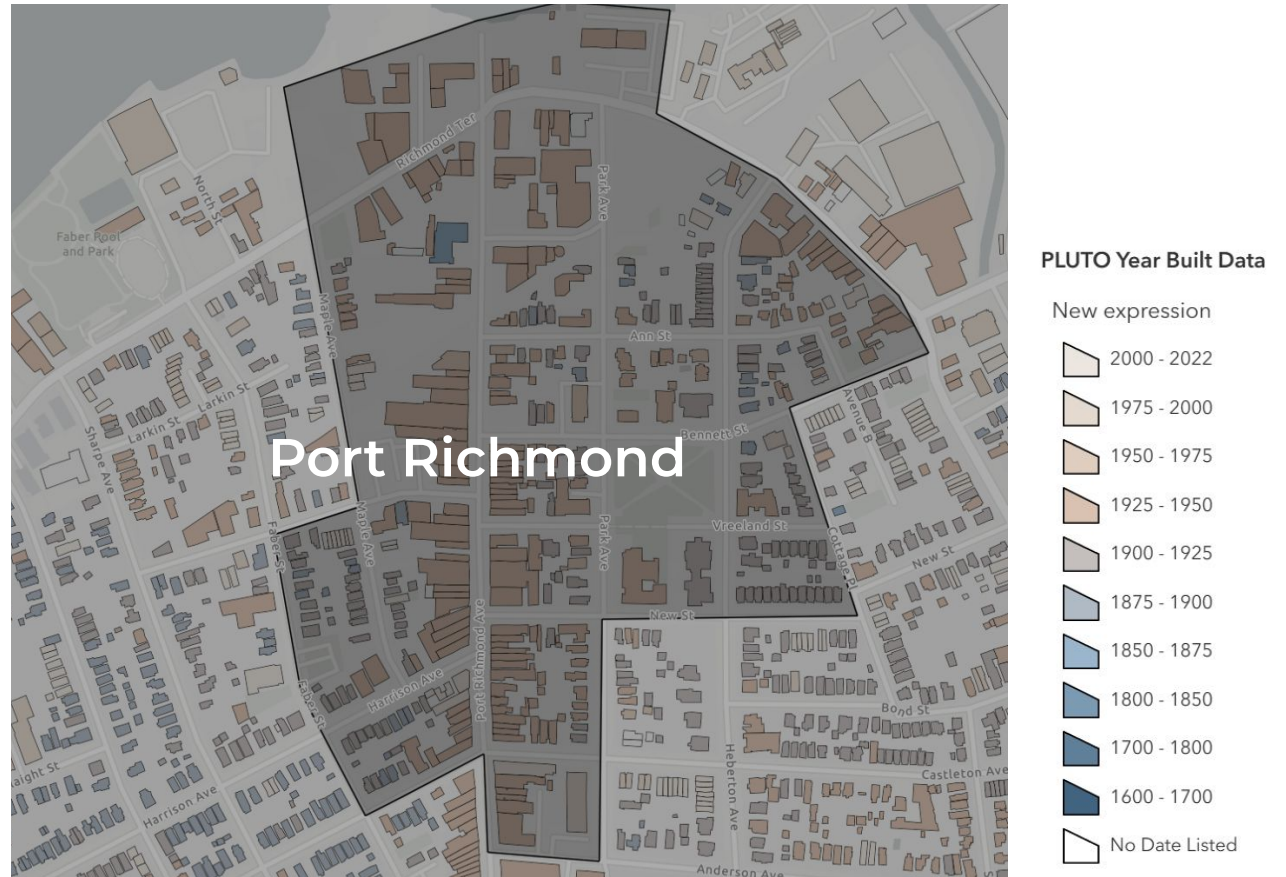 Richmond Ter
Park Ave
North St
Faber Pool
and Park
Maple Ave
Ann St
Larkin St
Larkin St
Avenue B
Sharpe Ave
Bennett St
Port Richmond
Maple Ave
Park Ave
Vreeland St
Faber St
Cottage Pl
New St
New St
Port Richmond Ave
Harrison Ave
Faber St
Bond St
Heberton Ave
aight St
Castleton Ave
Harrison Ave
Anderson Ave
PLUTO Year Built Data
New expression
2000 - 2022
1975 - 2000
1950 - 1975
1925 - 1950
1900 - 1925
1875 - 1900
1850 - 1875
1800 - 1850
1700 - 1800
1600 - 1700
No Date Listed